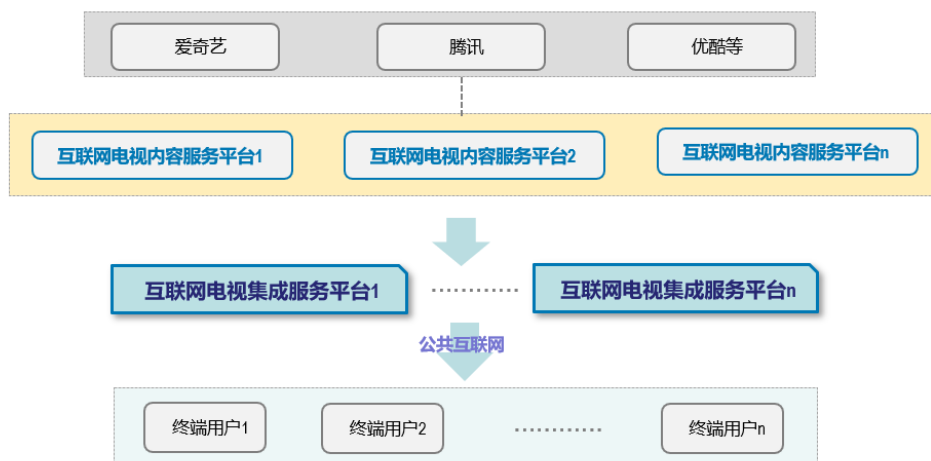 爱奇艺
腾讯
优酷等
互联网电视内容服务平台1
互联网电视内容服务平台2
互联网电视内容服务平台n
互联网电视集成服务平台1
互联网电视集成服务平台n
公共互联网
终端用户1
终端用户2
终端用户n